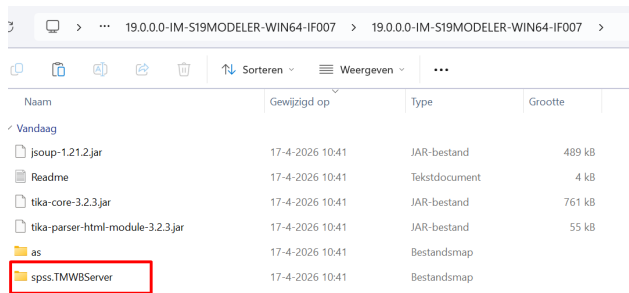 19.0.0.0-IM-S19MODELER-WIN64-IF007 > 19.0.0.0-IM-S19MODELER-WIN64-IF007 >
Sorteren Weergeven
Naam Gewijzigd op Type Grootte
Vandaag
jsoup-1.21.2.jar 17-4-2026 10:41 JAR-bestand 489 kB
Readme 17-4-2026 10:41 Tekstdocument 4 kB
tika-core-3.2.3.jar 17-4-2026 10:41 JAR-bestand 761 kB
tika-parser-html-module-3.2.3.jar 17-4-2026 10:41 JAR-bestand 55 kB
as 17-4-2026 10:41 Bestandsmap
spss.TMWBServer 17-4-2026 10:41 Bestandsmap